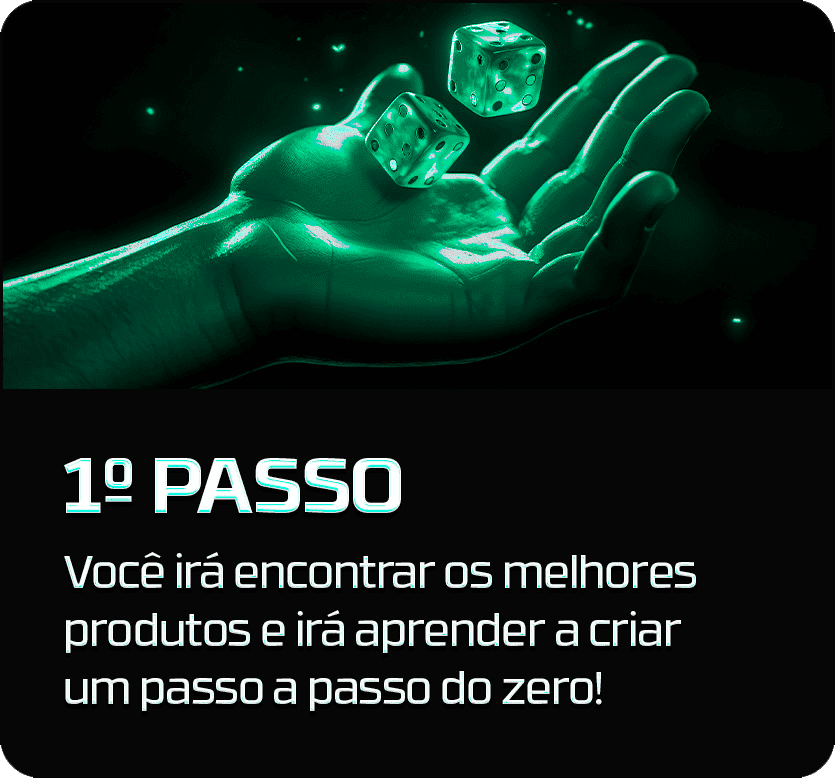 1º PASSO
Você irá encontrar os melhores
produtos e irá aprender a criar
um passo a passo do zero!